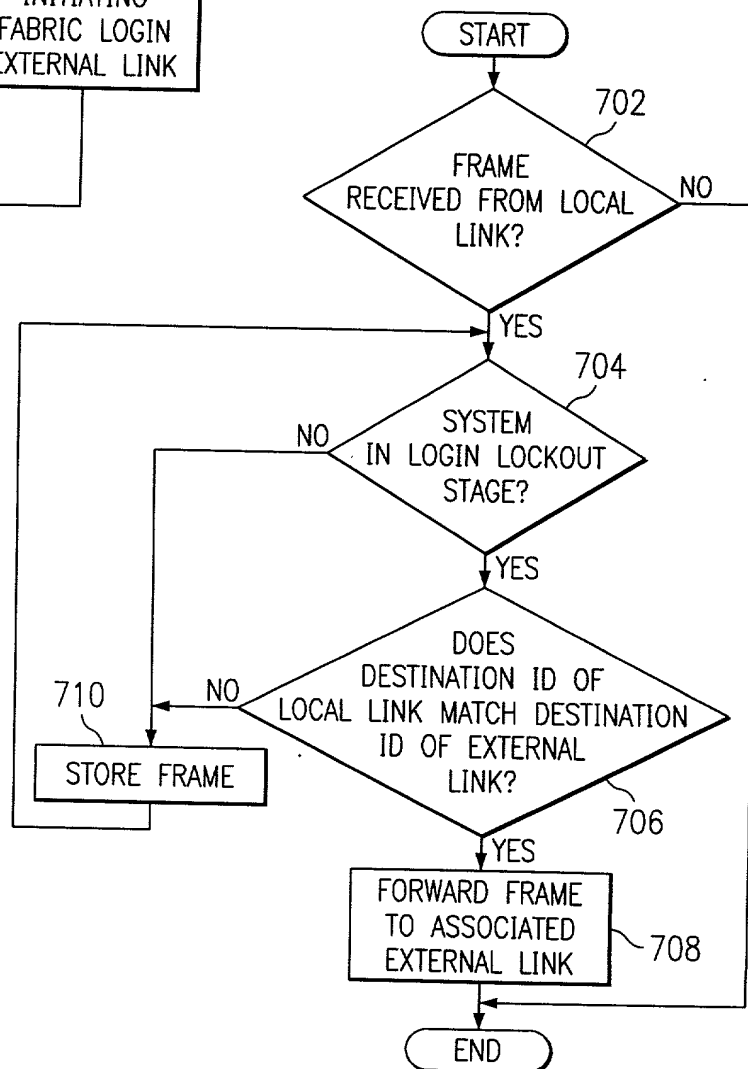 INITIATING
FABRIC LOGIN
EXTERNAL LINK
START
702
FRAME
RECEIVED FROM LOCAL
LINK?
NO
YES
704
SYSTEM
IN LOGIN LOCKOUT
STAGE?
NO
YES
DOES
DESTINATION ID OF
LOCAL LINK MATCH DESTINATION
ID OF EXTERNAL
LINK?
NO
706
YES
710
STORE FRAME
FORWARD FRAME
TO ASSOCIATED
EXTERNAL LINK
708
END